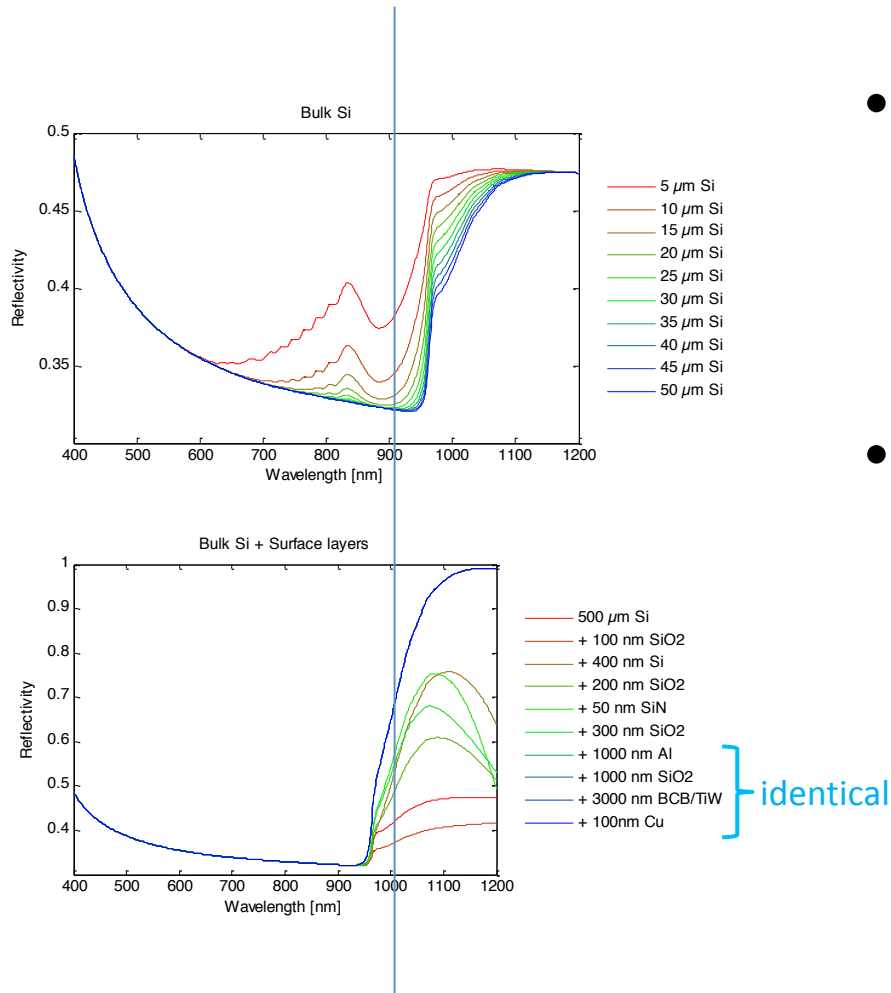 Bulk Si
0.5
0.45
0.4
0.35
Reflectivity
400 500 600 700 800 900 1000 1100 1200
Wavelength [nm]
5 µm Si
10 µm Si
15 µm Si
20 µm Si
25 µm Si
30 µm Si
35 µm Si
40 µm Si
45 µm Si
50 µm Si
Bulk Si + Surface layers
1
0.9
0.8
0.7
0.6
0.5
0.4
Reflectivity
400 500 600 700 800 900 1000 1100 1200
Wavelength [nm]
500 µm Si
+ 100 nm SiO2
+ 400 nm Si
+ 200 nm SiO2
+ 50 nm SiN
+ 300 nm SiO2
+ 1000 nm Al
+ 1000 nm SiO2
+ 3000 nm BCB/TiW
+ 100nm Cu
identical